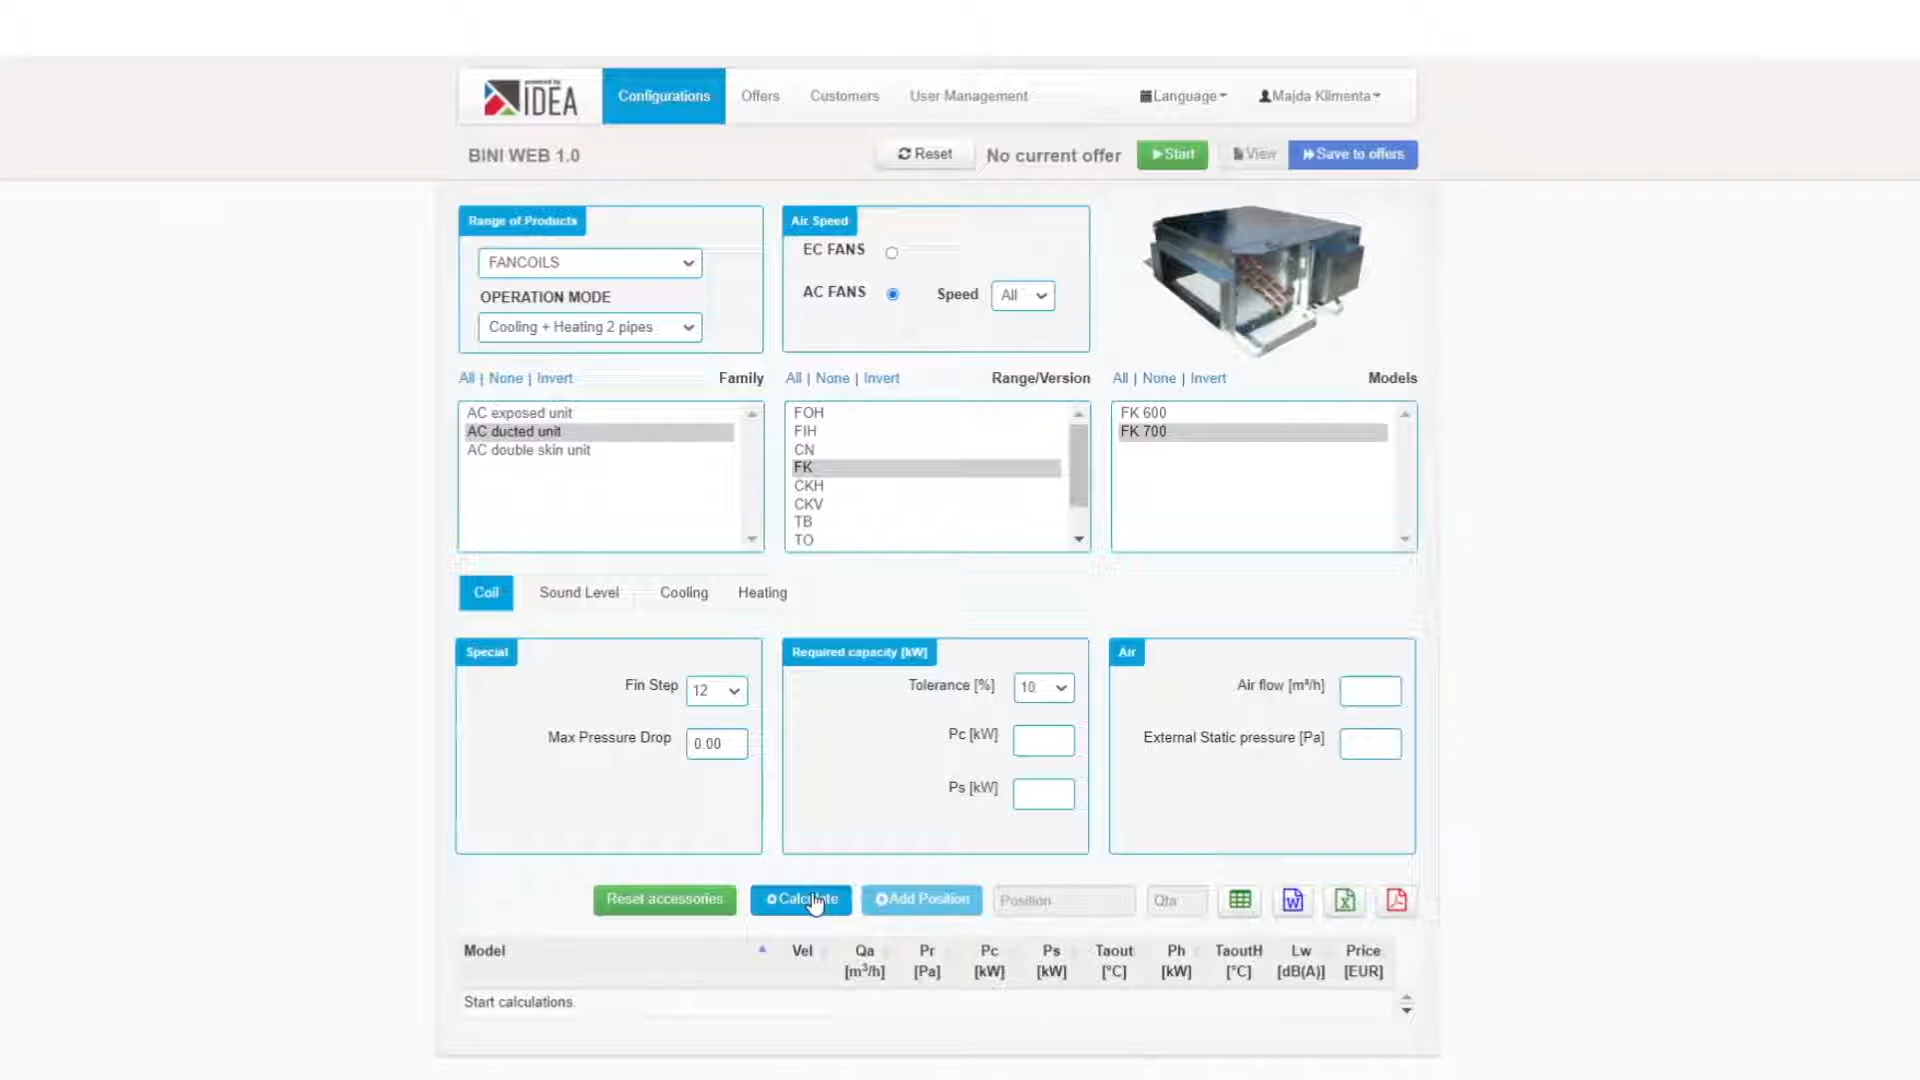 powered by
IDEA
Configurations
Offers
Customers
User Management
Language
Majda Klimenta
BINI WEB 1.0
Reset
No current offer
Start
View
Save to offers
Range of Products
FANCOILS
OPERATION MODE
Cooling + Heating 2 pipes
Air Speed
EC FANS
AC FANS
Speed
All
All | None | Invert
Family
AC exposed unit
AC ducted unit
AC double skin unit
All | None | Invert
Range/Version
FOH
FIH
CN
FK
CKH
CKV
TB
TO
All | None | Invert
Models
FK 600
FK 700
Coil
Sound Level
Cooling
Heating
Special
Fin Step
12
Max Pressure Drop
0.00
Required capacity [kW]
Tolerance [%]
10
Pc [kW]
Ps [kW]
Air
Air flow [m³/h]
External Static pressure [Pa]
Reset accessories
Calculate
Add Position
Position
Qta
Model
Vel
Qa [m³/h]
Pr [Pa]
Pc [kW]
Ps [kW]
Taout [°C]
Ph [kW]
TaoutH [°C]
Lw [dB(A)]
Price [EUR]
Start calculations.